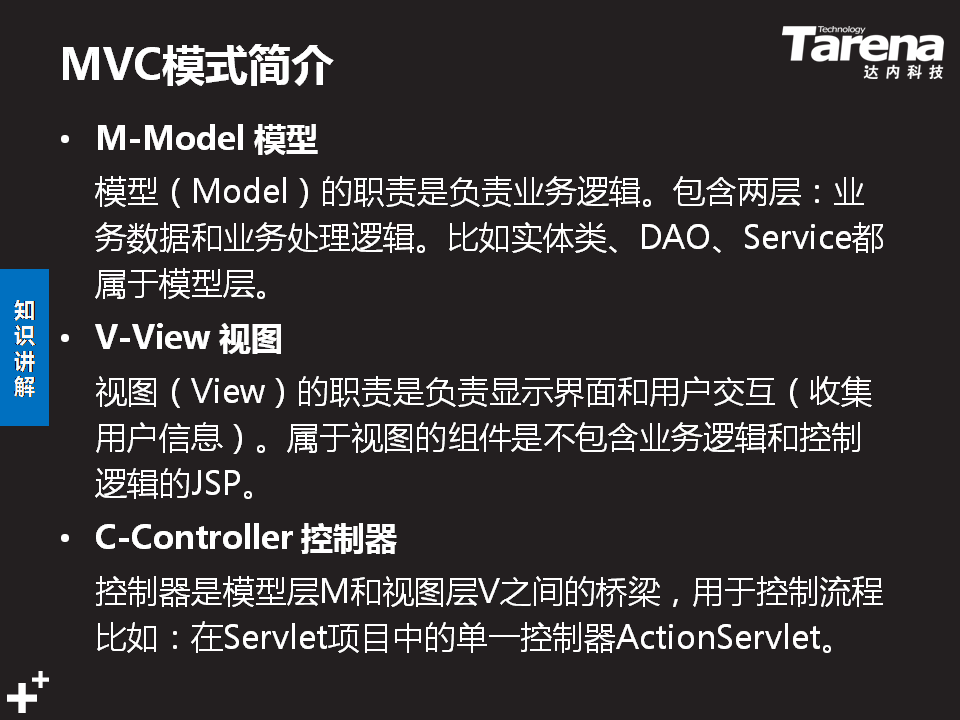 MVC模式简介
Technology
Tarena
达内科技
• M-Model 模型
模型（Model）的职责是负责业务逻辑。包含两层：业
务数据和业务处理逻辑。比如实体类、DAO、Service都
属于模型层。
知识讲解
• V-View 视图
视图（View）的职责是负责显示界面和用户交互（收集
用户信息）。属于视图的组件是不包含业务逻辑和控制
逻辑的JSP。
• C-Controller 控制器
控制器是模型层M和视图层V之间的桥梁，用于控制流程
比如：在Servlet项目中的单一控制器ActionServlet。